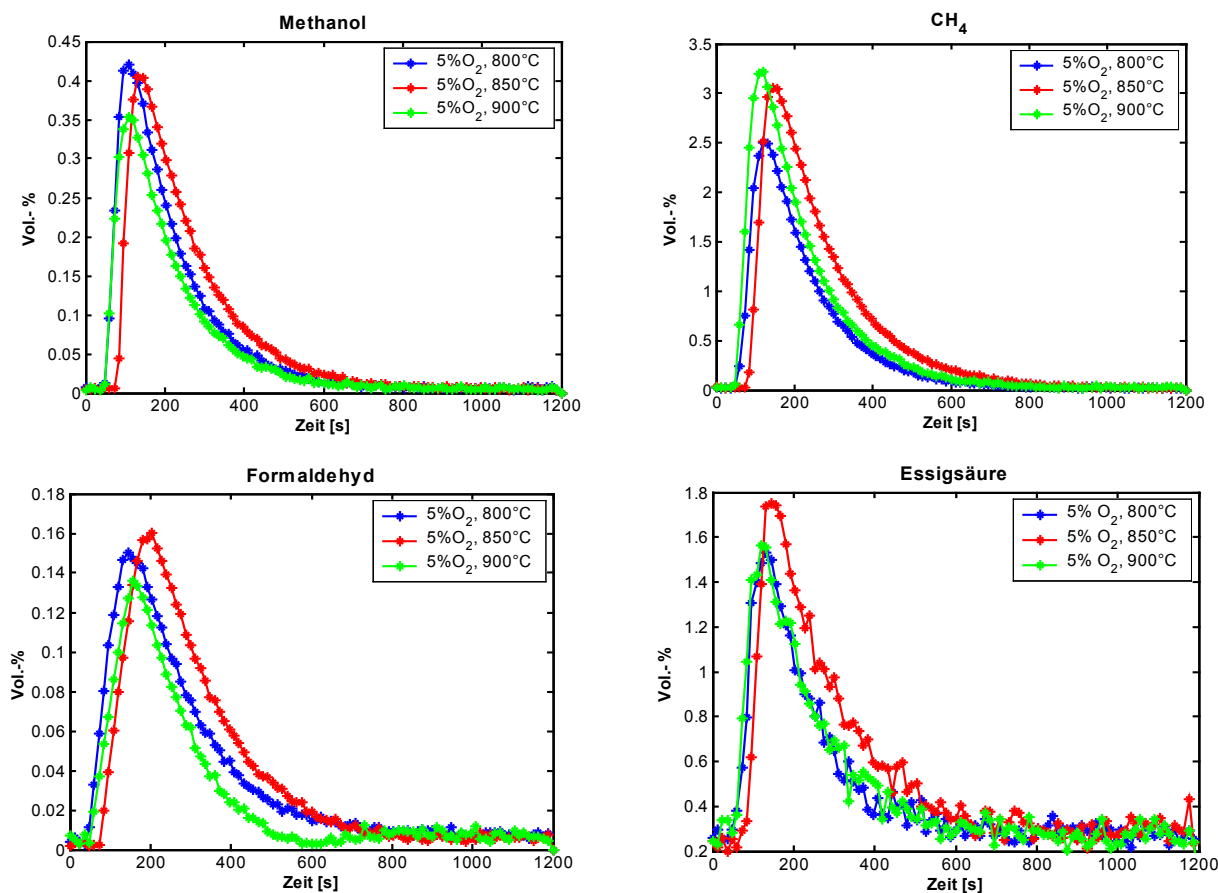 Methanol
0.45
0.4
0.35
0.3
0.25
0.2
0.15
0.1
0.05
0
Vol.- %
5%O2, 800°C
5%O2, 850°C
5%O2, 900°C
0 200 400 600 800 1000 1200
Zeit [s]
CH4
3.5
3
2.5
2
1.5
1
0.5
0
Vol.- %
5%O2, 800°C
5%O2, 850°C
5%O2, 900°C
0 200 400 600 800 1000 1200
Zeit [s]
Formaldehyd
0.18
0.16
0.14
0.12
0.1
0.08
0.06
0.04
0.02
0
Vol.-%
5%O2, 800°C
5%O2, 850°C
5%O2, 900°C
0 200 400 600 800 1000 1200
Zeit [s]
Essigsäure
1.8
1.6
1.4
1.2
1
0.8
0.6
0.4
0.2
Vol.- %
5% O2, 800°C
5% O2, 850°C
5% O2, 900°C
0 200 400 600 800 1000 1200
Zeit [s]